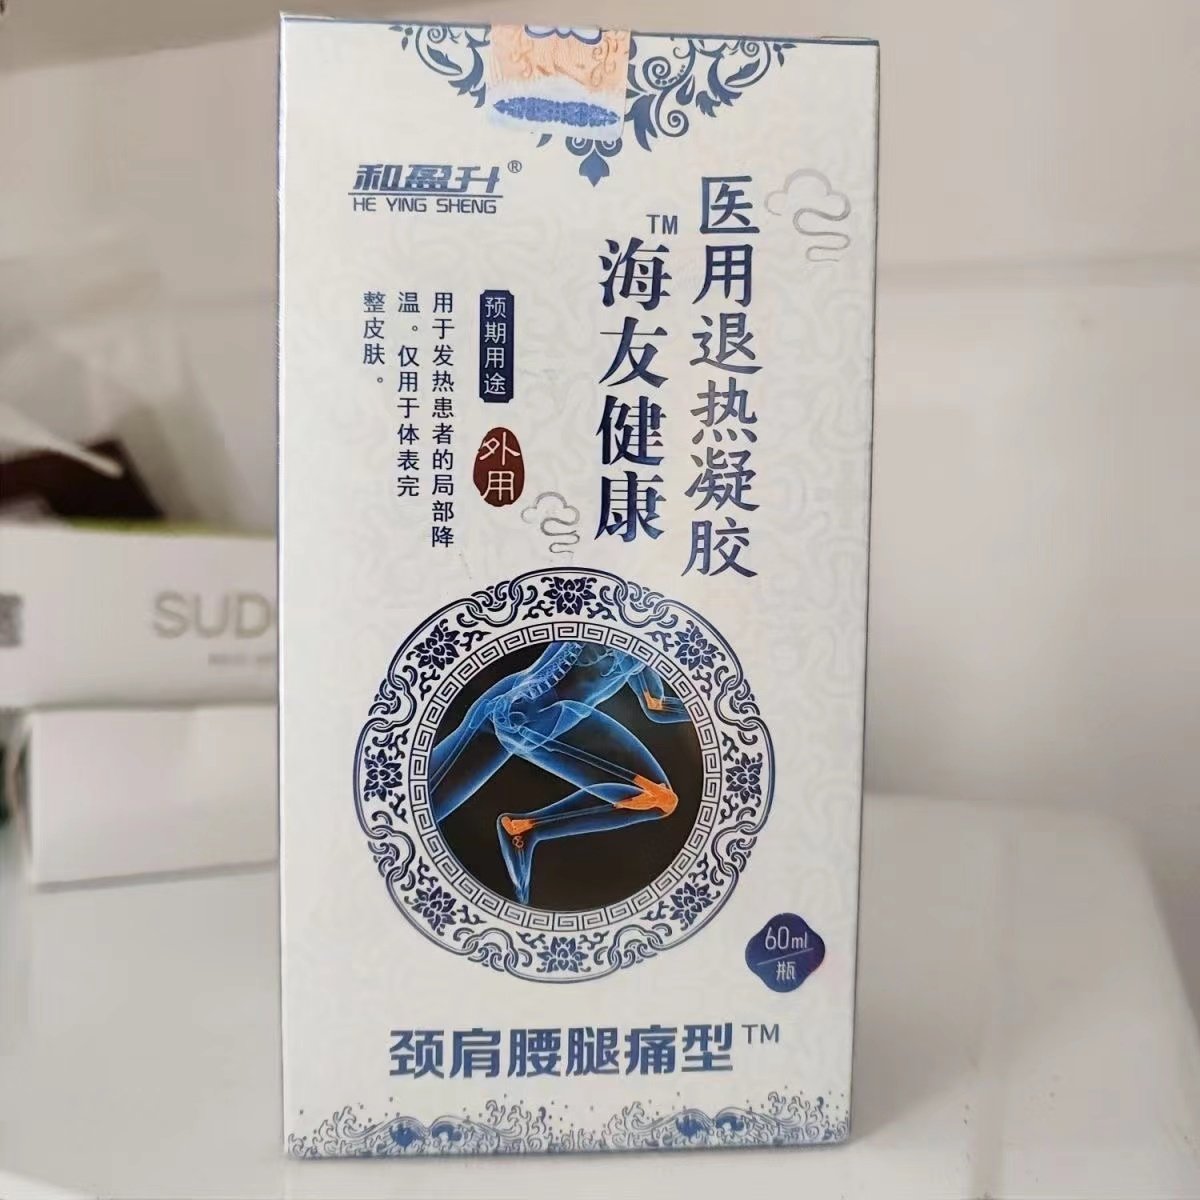 和盈升®
HE YING SHENG
医用退热凝胶
TM
海友健康
预期用途
用于发热患者的局部降
温。仅用于体表完
整皮肤。
外用
SUD
60ml
瓶
颈肩腰腿痛型TM